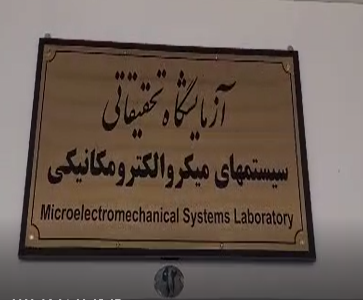 آزمایشگاه تحقیقاتی
سیستمهای میکروالکترومکانیکی
Microelectromechanical Systems Laboratory